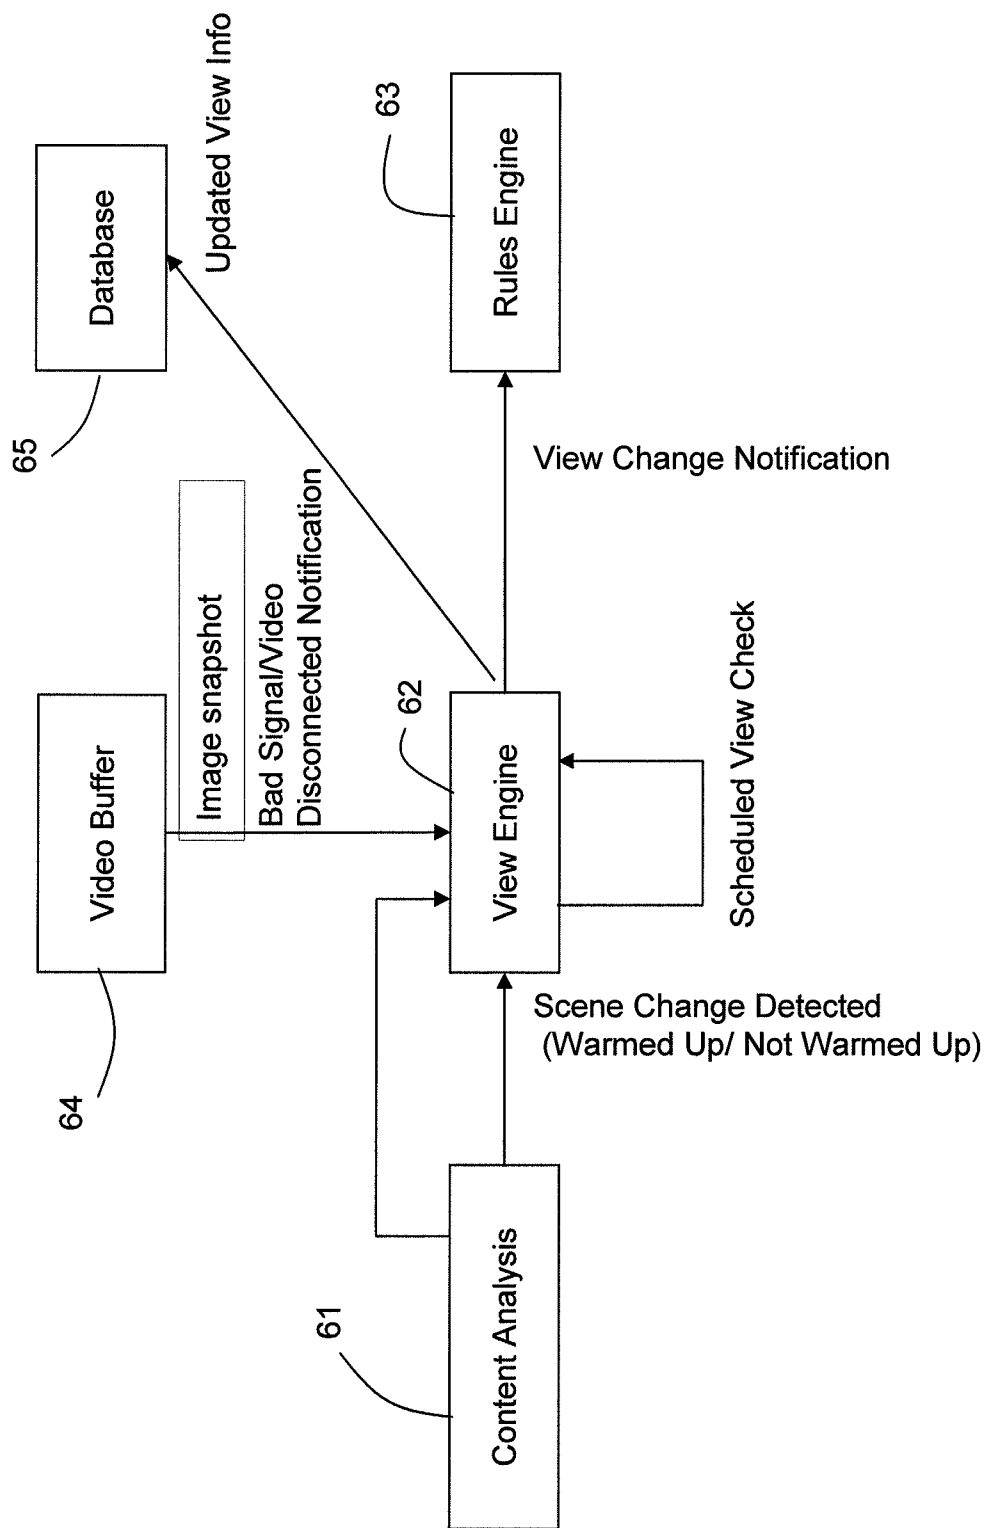 64
Video Buffer
65
Database
Image snapshot
Updated View Info
Bad Signal/Video
Disconnected Notification
61
62
63
Content Analysis
View Engine
Rules Engine
Scene Change Detected
(Warmed Up/ Not Warmed Up)
View Change Notification
Scheduled View Check